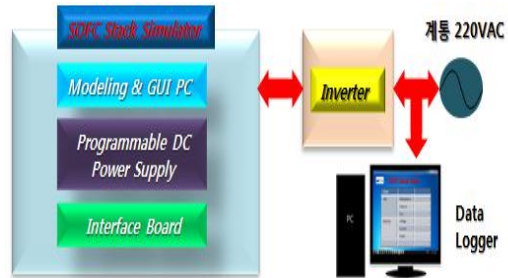 SOFC Stack Simulator
Modeling & GUI PC
Programmable DC
Power Supply
Interface Board
Inverter
계통 220VAC
PC
Data
Logger